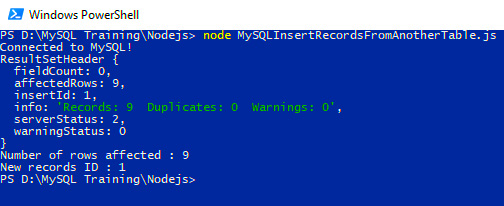 Windows PowerShell
PS D:\MySQL Training\Nodejs> node MySQLInsertRecordsFromAnotherTable.js
Connected to MySQL!
ResultSetHeader {
  fieldCount: 0,
  affectedRows: 9,
  insertId: 1,
  info: 'Records: 9  Duplicates: 0  Warnings: 0',
  serverStatus: 2,
  warningStatus: 0
}
Number of rows affected : 9
New records ID : 1
PS D:\MySQL Training\Nodejs>